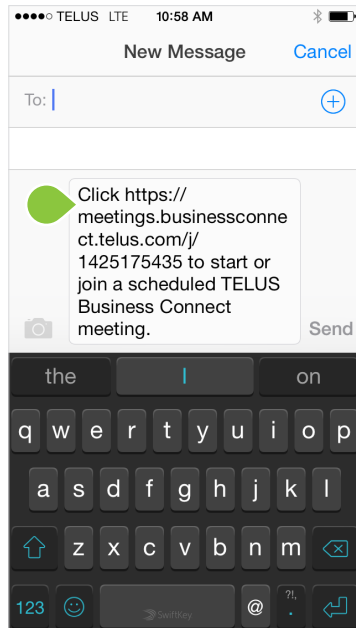 TELUS LTE 10:58 AM
New Message Cancel
To:
Click https://
meetings.businessconne
ct.telus.com/j/
1425175435 to start or
join a scheduled TELUS
Business Connect
meeting.
Send
the I on
q w e r t y u i o p
a s d f g h j k l
z x c v b n m
123 SwiftKey @ ?!, .